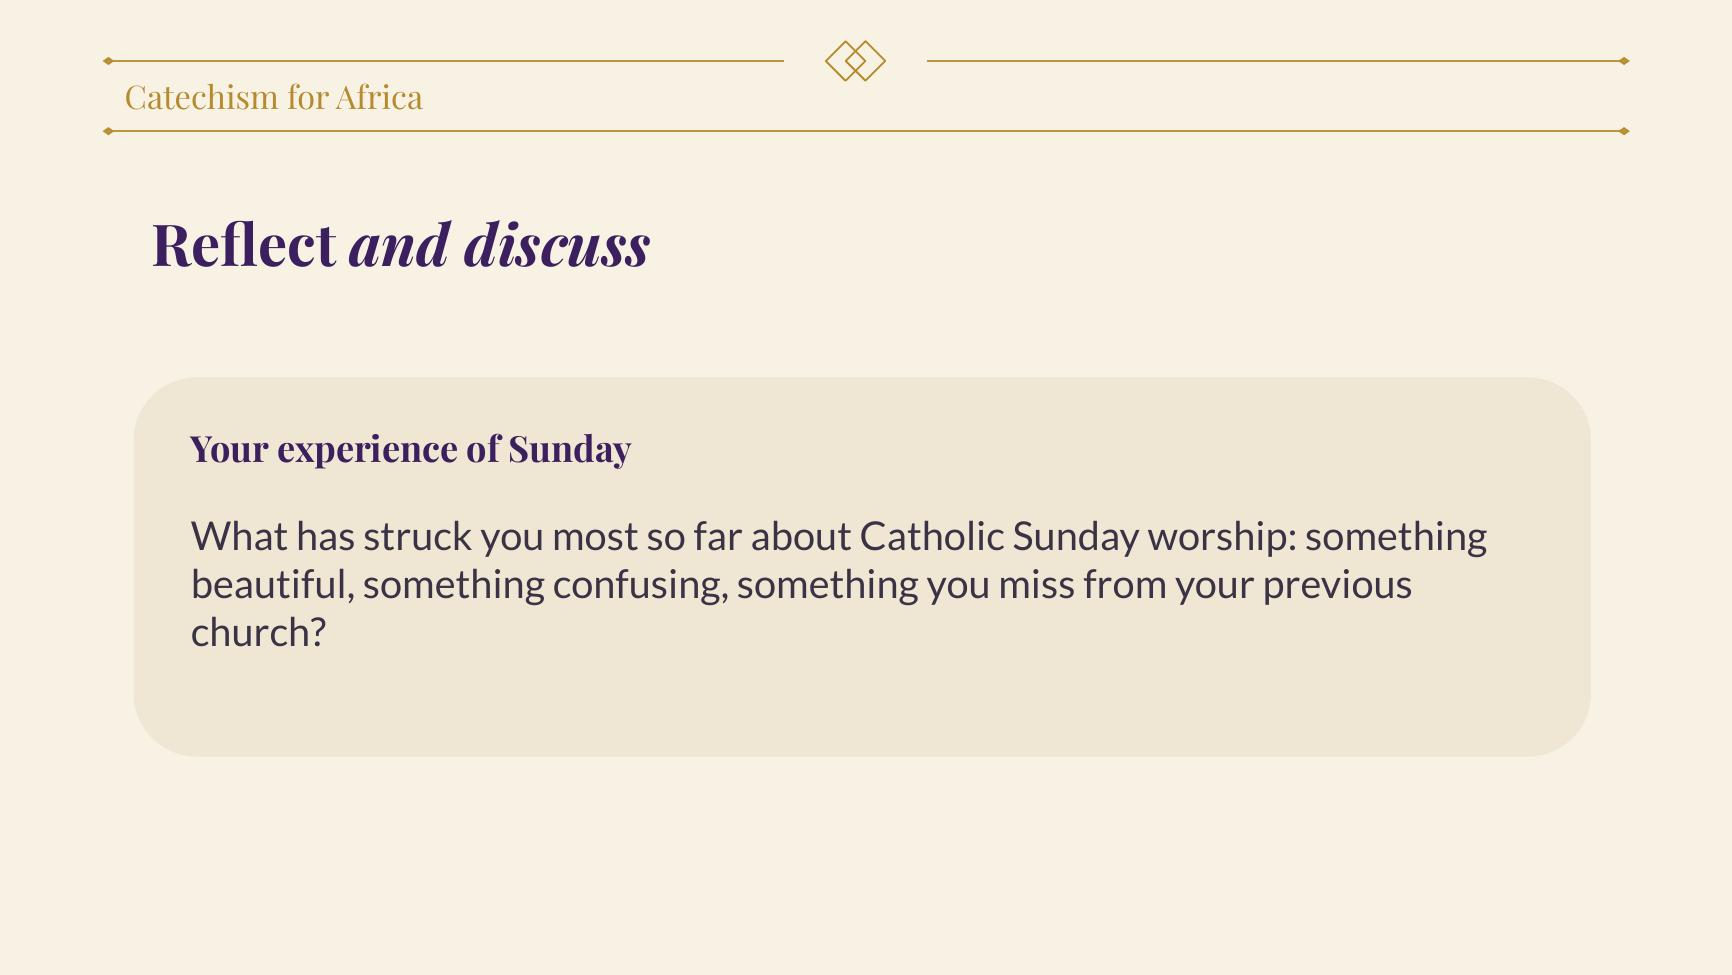 Catechism for Africa
Reflect and discuss
Your experience of Sunday
What has struck you most so far about Catholic Sunday worship: something
beautiful, something confusing, something you miss from your previous
church?